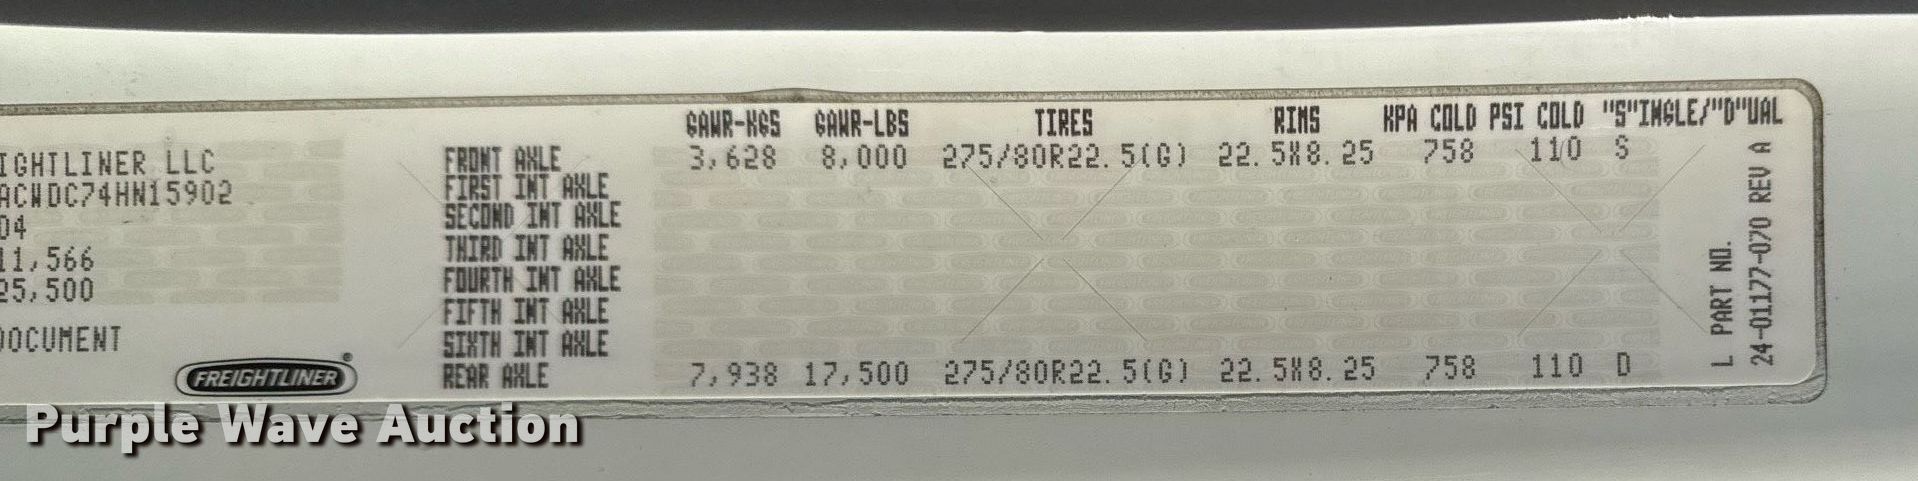 GAWR-KGS GAWR-LBS TIRES RIMS KPA COLD PSI COLD "S"INGLE/"D"UAL
IGHTLINER LLC
ACWDC74HN15902
04
11,566
25,500
DOCUMENT
FREIGHTLINER®
FRONT AXLE 3,628 8,000 275/80R22.5(G) 22.5X8.25 758 110 S
FIRST INT AXLE
SECOND INT AXLE
THIRD INT AXLE
FOURTH INT AXLE
FIFTH INT AXLE
SIXTH INT AXLE
REAR AXLE 7,938 17,500 275/80R22.5(G) 22.5X8.25 758 110 D
L PART NO.
24-01177-070 REV A
Purple Wave Auction